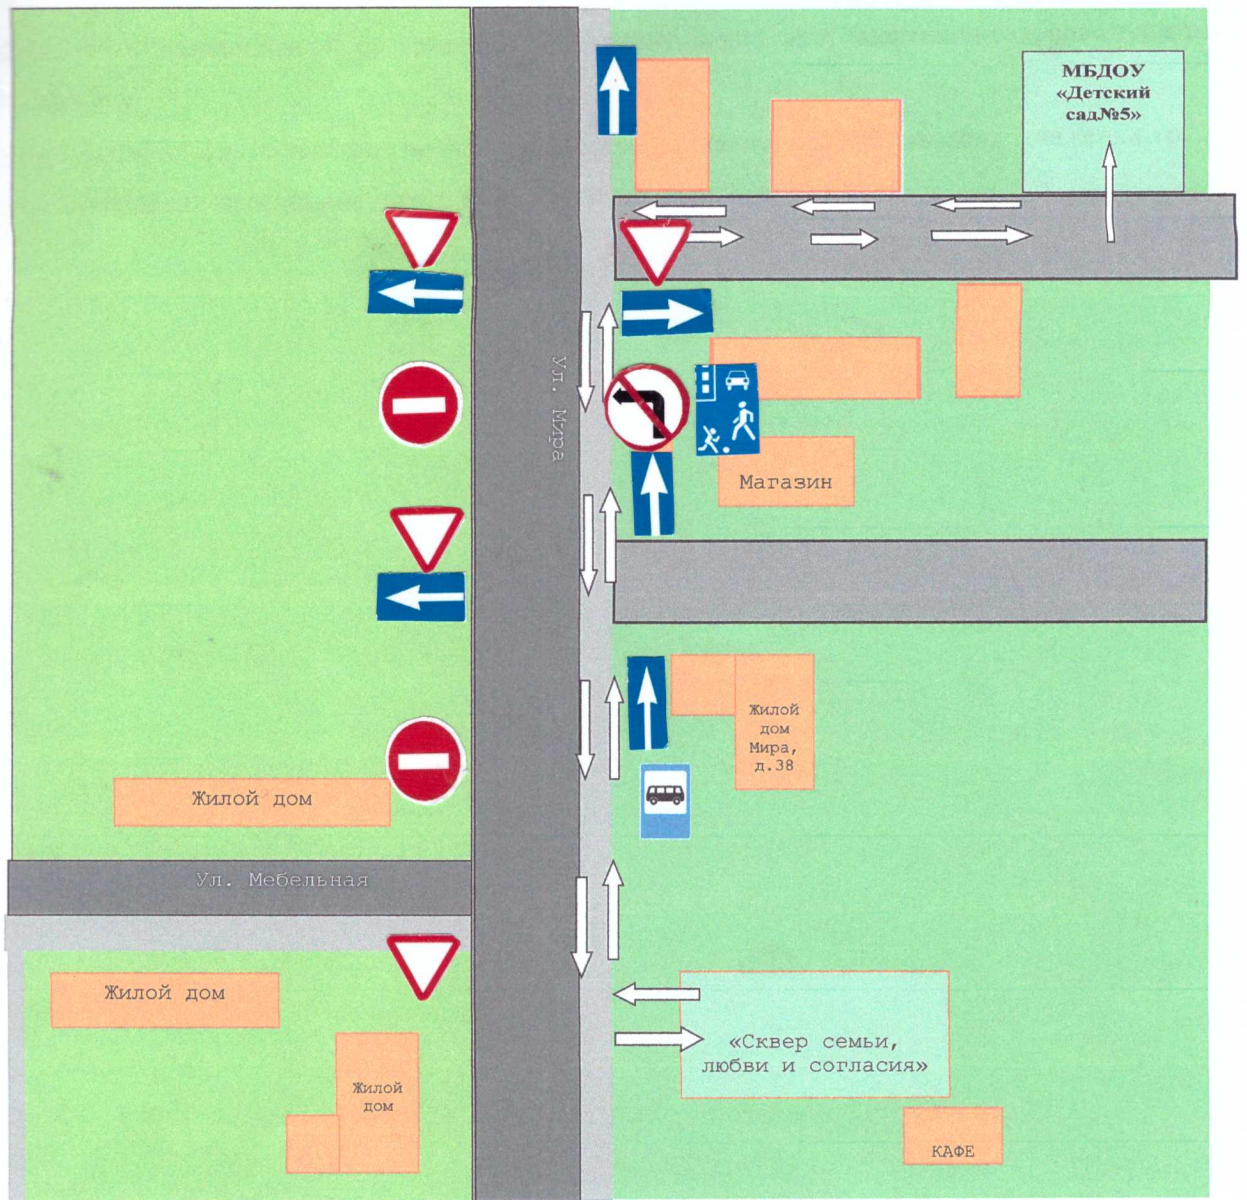 МБДОУ
«Детский
сад№5»
Ул. Мира
Магазин
Жилой
дом
Мира,
д.38
Жилой дом
Ул. Мебельная
Жилой дом
«Сквер семьи,
любви и согласия»
Жилой
дом
КАФЕ